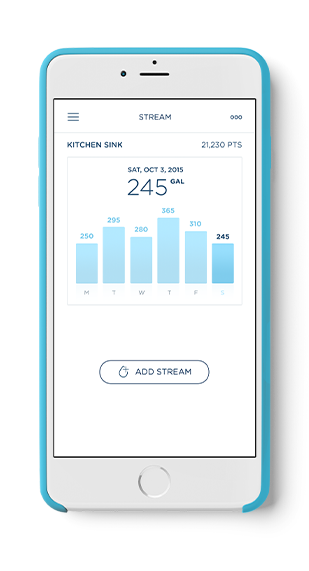 STREAM
KITCHEN SINK 21,230 PTS
SAT, OCT 3, 2015
245 GAL
250 295 280 365 310 245
M T W T F S
ADD STREAM